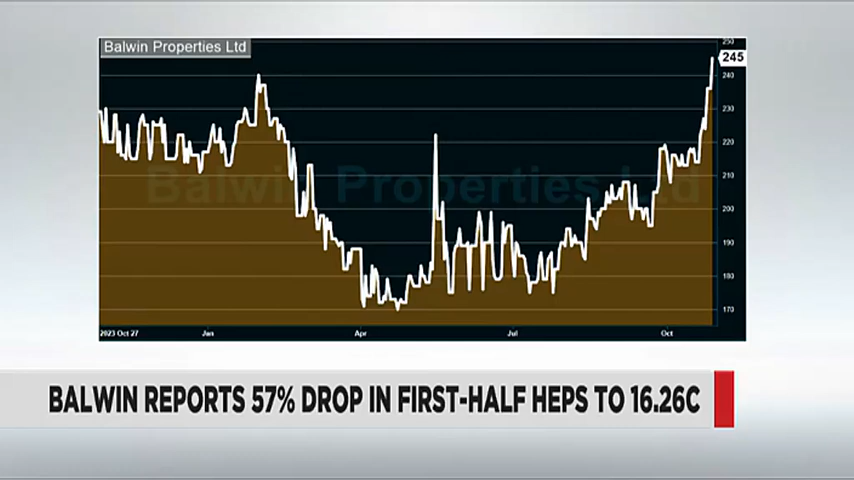 Balwin Properties Ltd
250
245
240
230
220
210
Balwin Properties Ltd
200
190
180
170
2023 Oct 27 Jan Apr Jul Oct
BALWIN REPORTS 57% DROP IN FIRST-HALF HEPS TO 16.26C